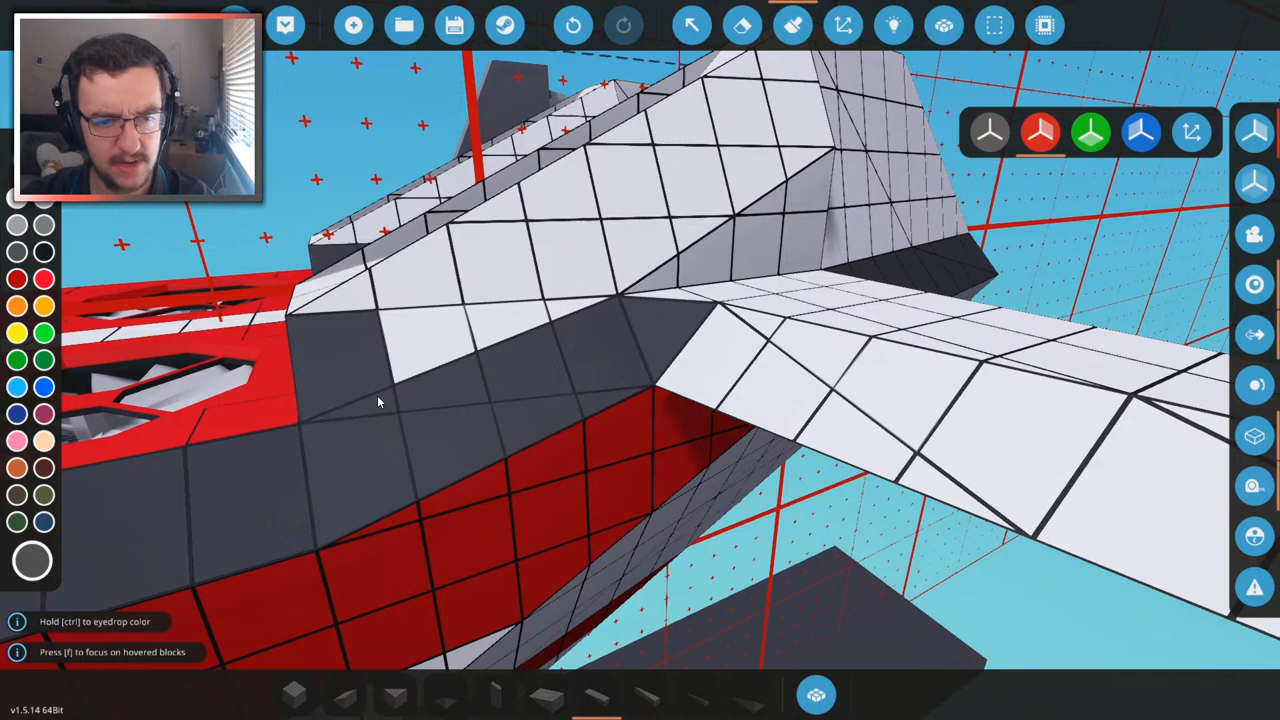 Hold [ctrl] to eyedrop color
Press [f] to focus on hovered blocks
v1.5.14 64Bit